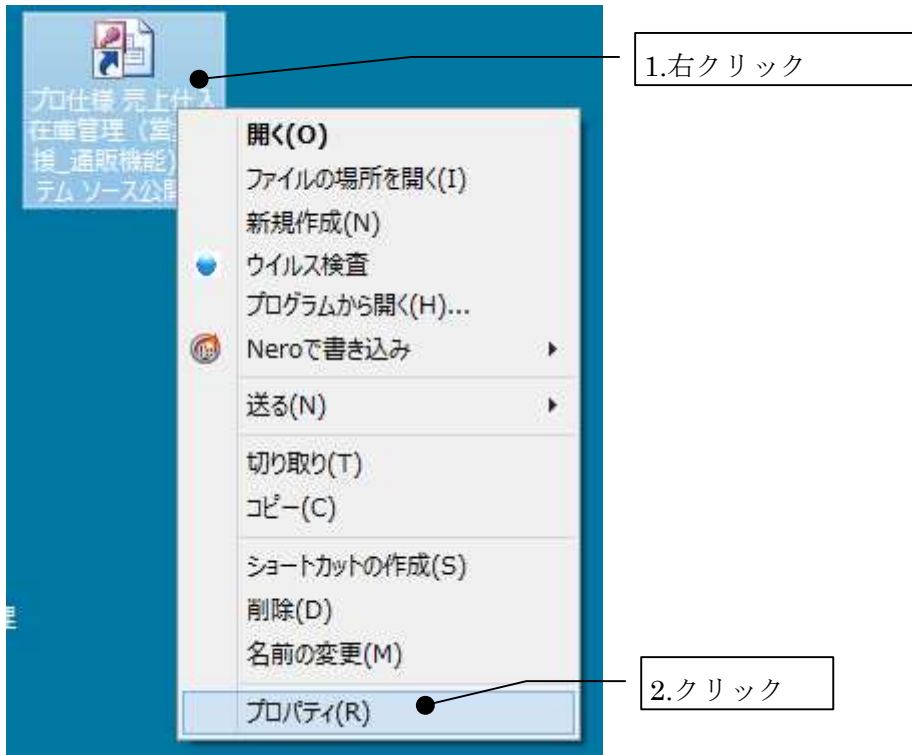 1.右クリック
プロ仕様 売上仕入
在庫管理（営
援_通販機能)
テム ソース公開
開く(O)
ファイルの場所を開く(I)
新規作成(N)
ウイルス検査
プログラムから開く(H)...
Neroで書き込み
送る(N)
切り取り(T)
コピー(C)
ショートカットの作成(S)
削除(D)
名前の変更(M)
理
2.クリック
プロパティ(R)